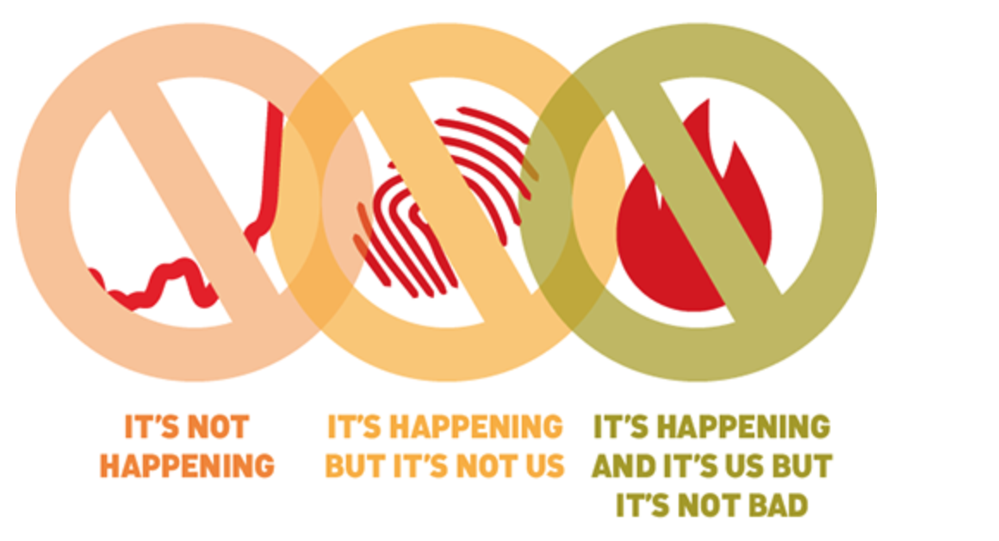 IT'S NOT
HAPPENING
IT'S HAPPENING
BUT IT'S NOT US
IT'S HAPPENING
AND IT'S US BUT
IT'S NOT BAD